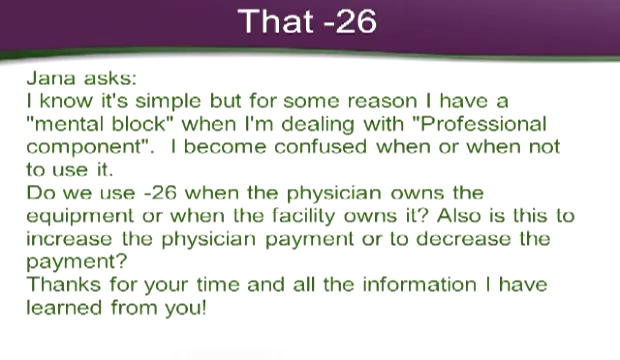 That -26
Jana asks:
I know it's simple but for some reason I have a
"mental block" when I'm dealing with "Professional
component".  I become confused when or when not
to use it.
Do we use -26 when the physician owns the
equipment or when the facility owns it? Also is this to
increase the physician payment or to decrease the
payment?
Thanks for your time and all the information I have
learned from you!